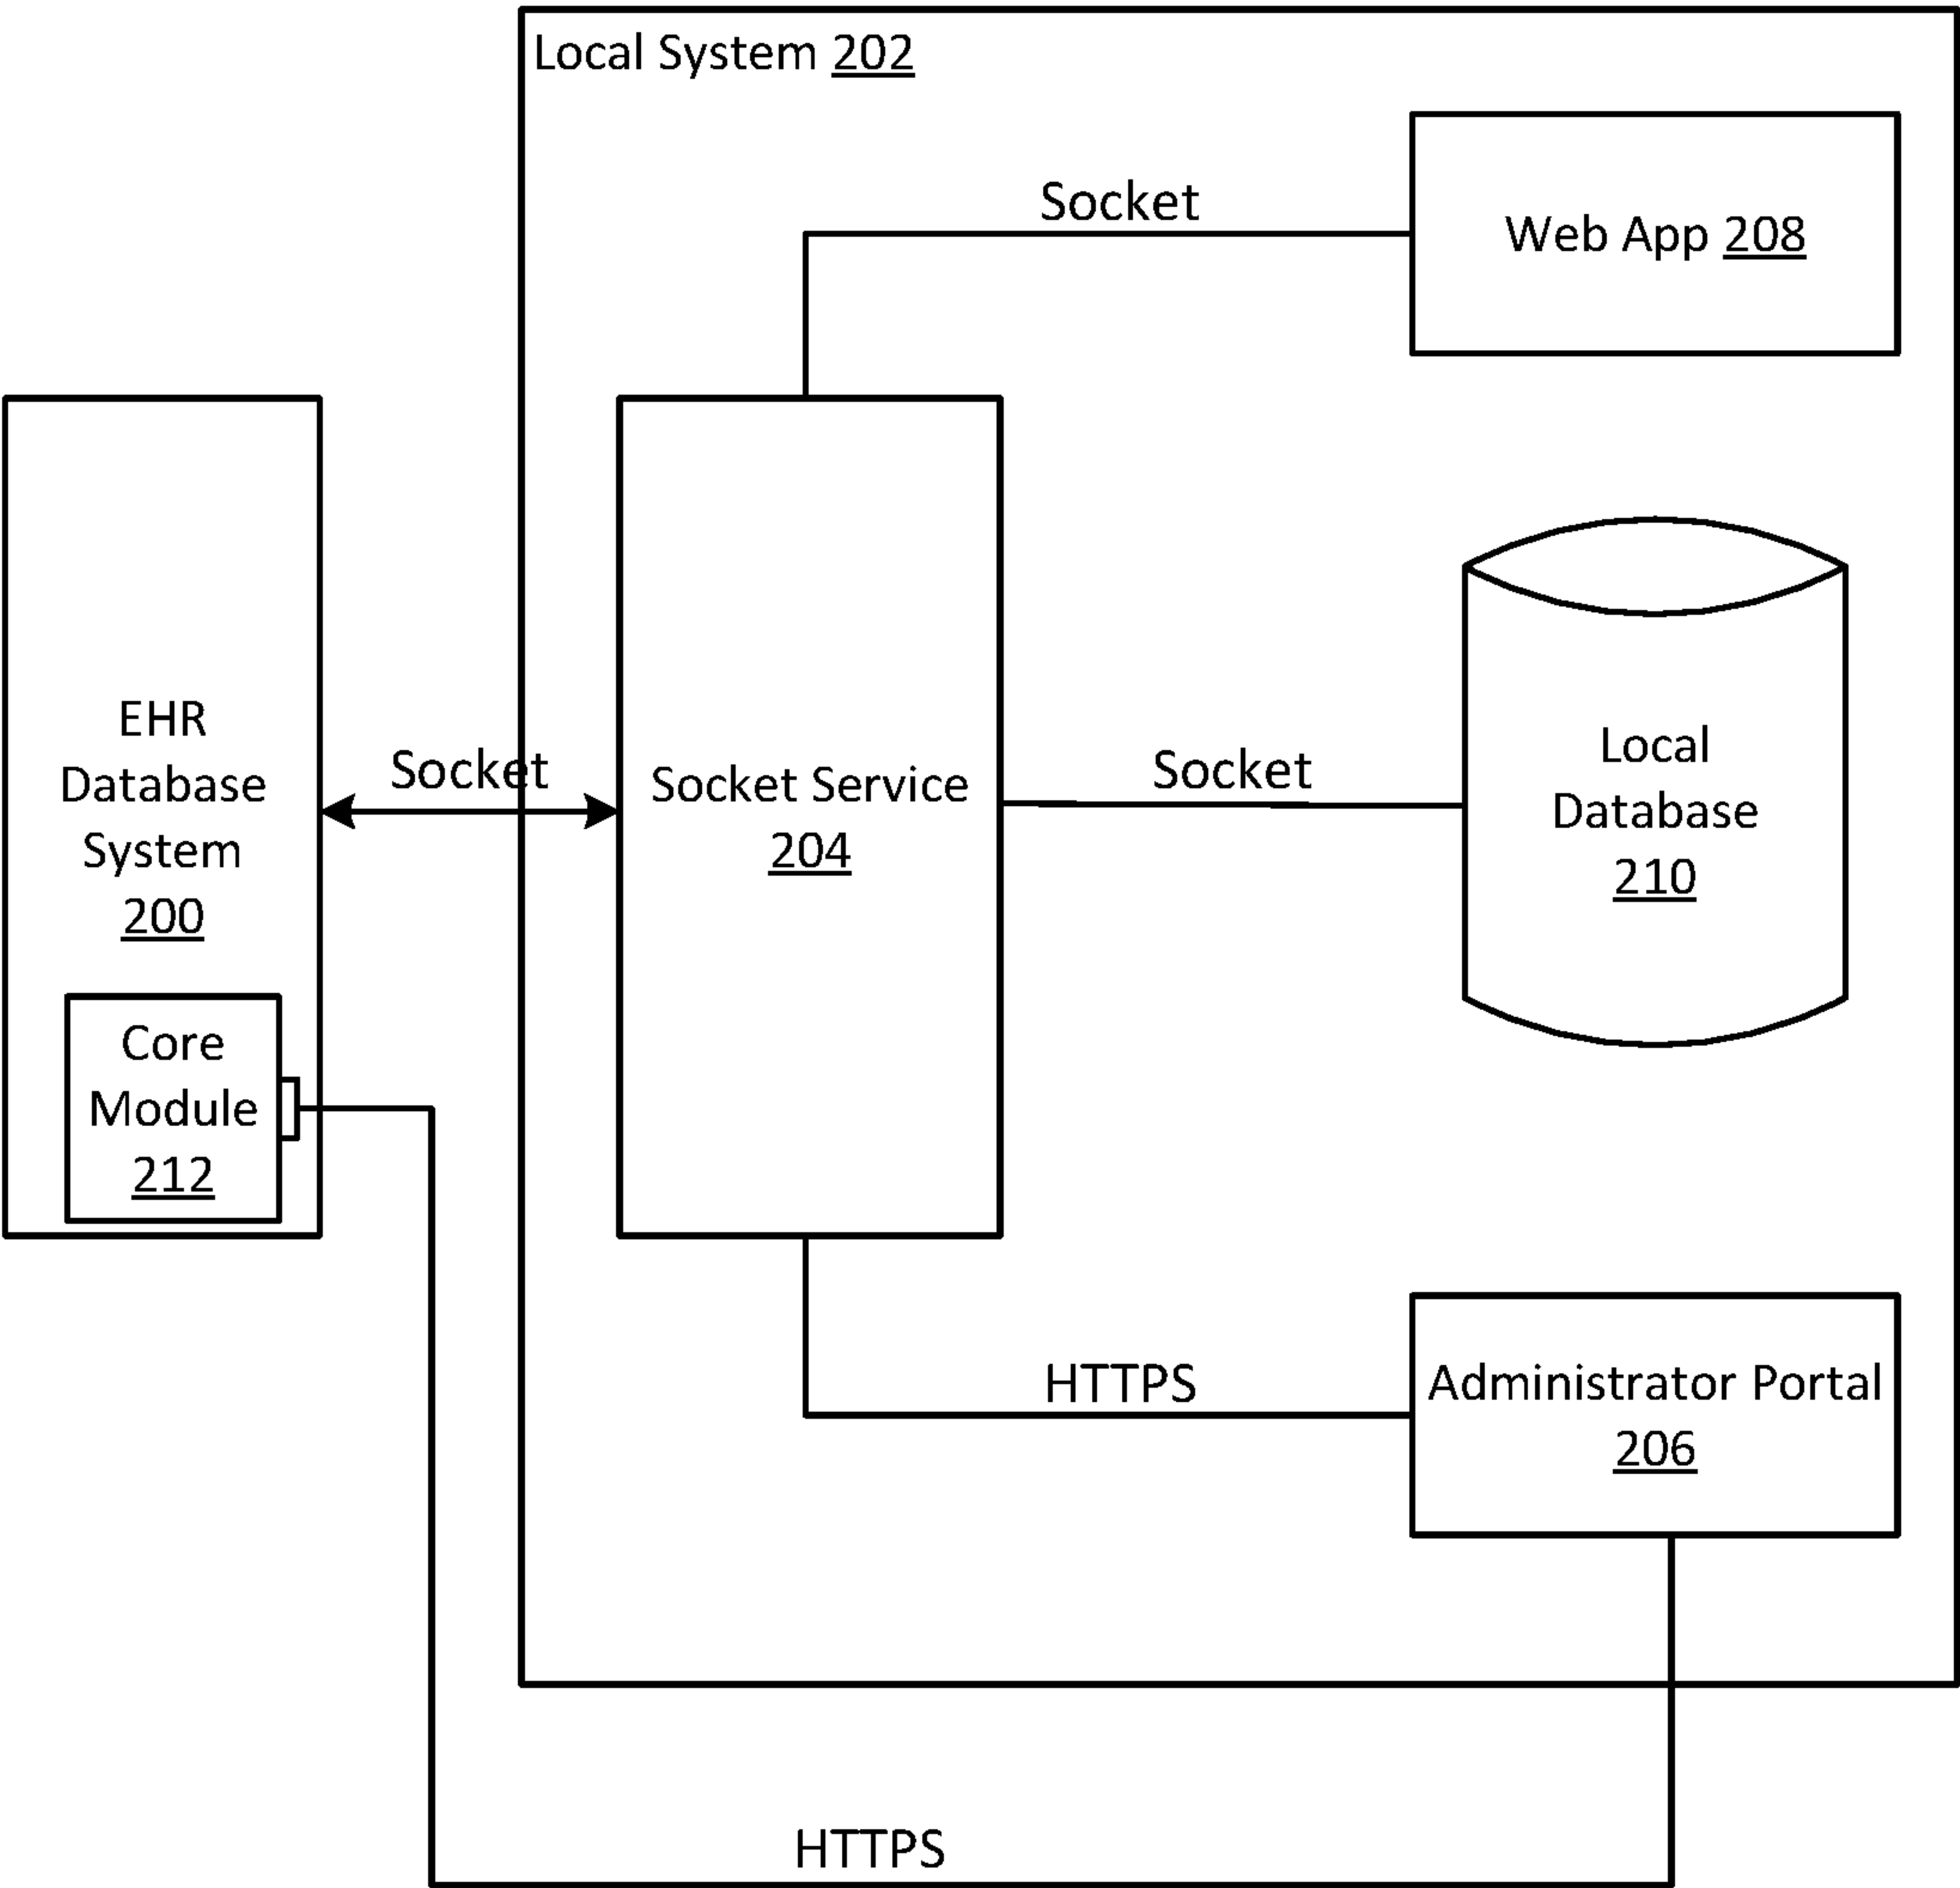 Local System 202
Socket
Web App 208
EHR
Database
System
200
Socket
Socket Service
204
Socket
Local
Database
210
Core
Module
212
HTTPS
Administrator Portal
206
HTTPS